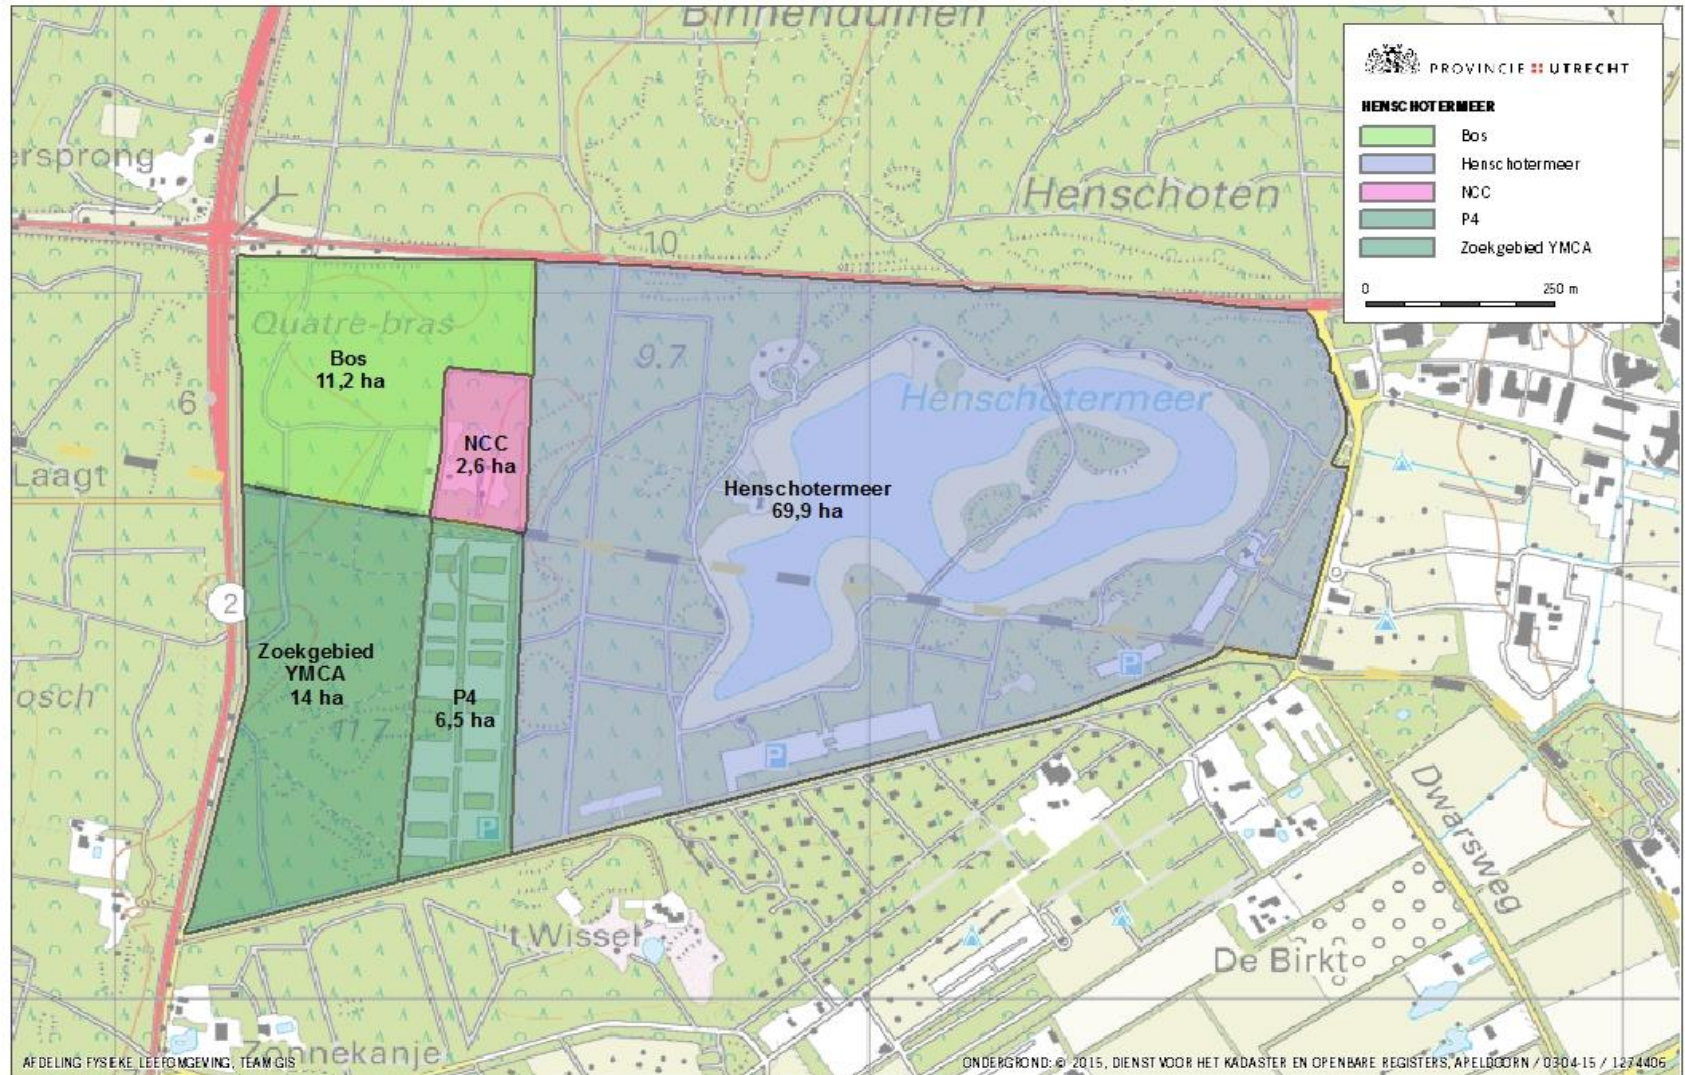 Binnenduinen
PROVINCIE UTRECHT
HENSCHOTERMEER
Bos
Henschotermeer
NCC
P4
Zoekgebied YMCA
0 250 m
ersprong
Henschoten
10
Quatre-bras
Bos
11,2 ha
9.7
6
Henschotermeer
NCC
2,6 ha
Laagt
Henschotermeer
69,9 ha
2
Zoekgebied
YMCA
14 ha
P
osch
11.7
P4
6,5 ha
P
P
Dwarsweg
't Wissel
De Birkt
Zonnekanje
AFDELING FYSIEKE LEEFOMGEVING, TEAM GIS
ONDERGROND: © 2015, DIENST VOOR HET KADASTER EN OPENBARE REGISTERS, APELDOORN / 03-04-15 / 1274406